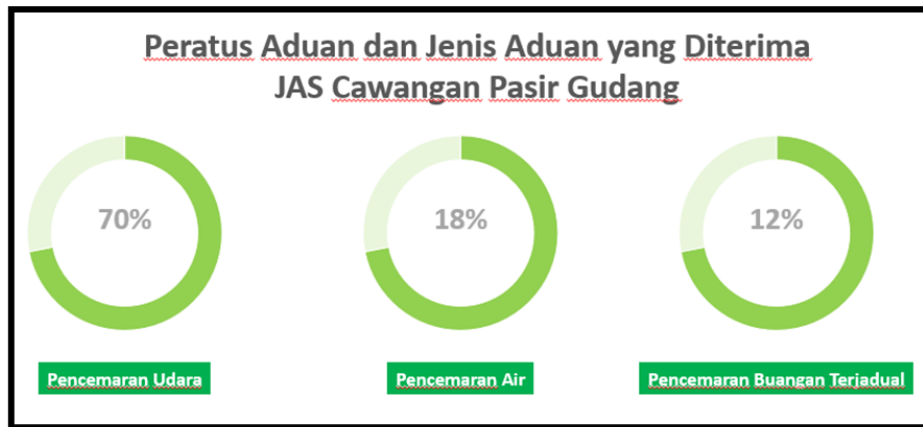 Peratus Aduan dan Jenis Aduan yang Diterima
JAS Cawangan Pasir Gudang
70%
18%
12%
Pencemaran Udara
Pencemaran Air
Pencemaran Buangan Terjadual